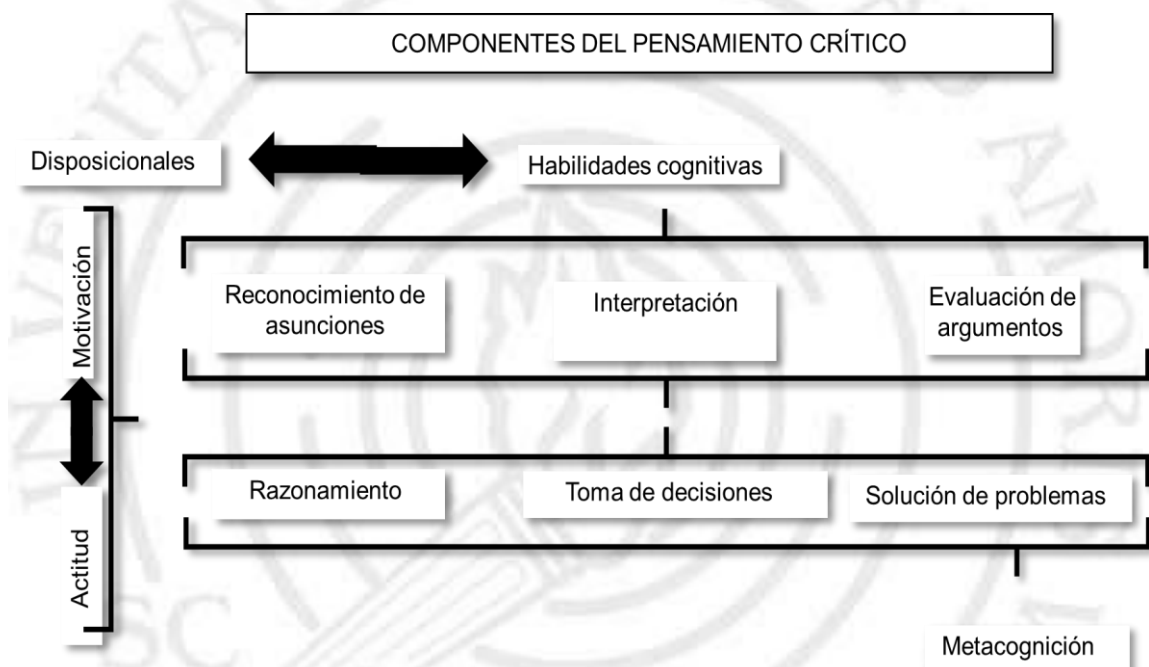 COMPONENTES DEL PENSAMIENTO CRÍTICO
Disposicionales
Habilidades cognitivas
Motivación
Actitud
Reconocimiento de
asunciones
Interpretación
Evaluación de
argumentos
Razonamiento
Toma de decisiones
Solución de problemas
Metacognición